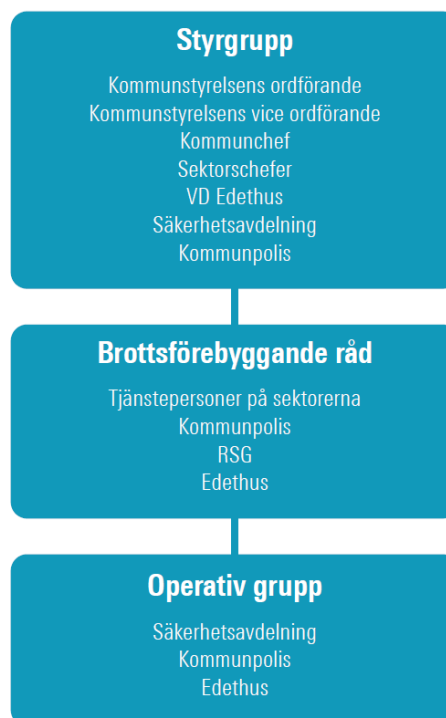 Styrgrupp
Kommunstyrelsens ordförande
Kommunstyrelsens vice ordförande
Kommunchef
Sektorschefer
VD Edethus
Säkerhetsavdelning
Kommunpolis
Brottsförebyggande råd
Tjänstepersoner på sektorerna
Kommunpolis
RSG
Edethus
Operativ grupp
Säkerhetsavdelning
Kommunpolis
Edethus